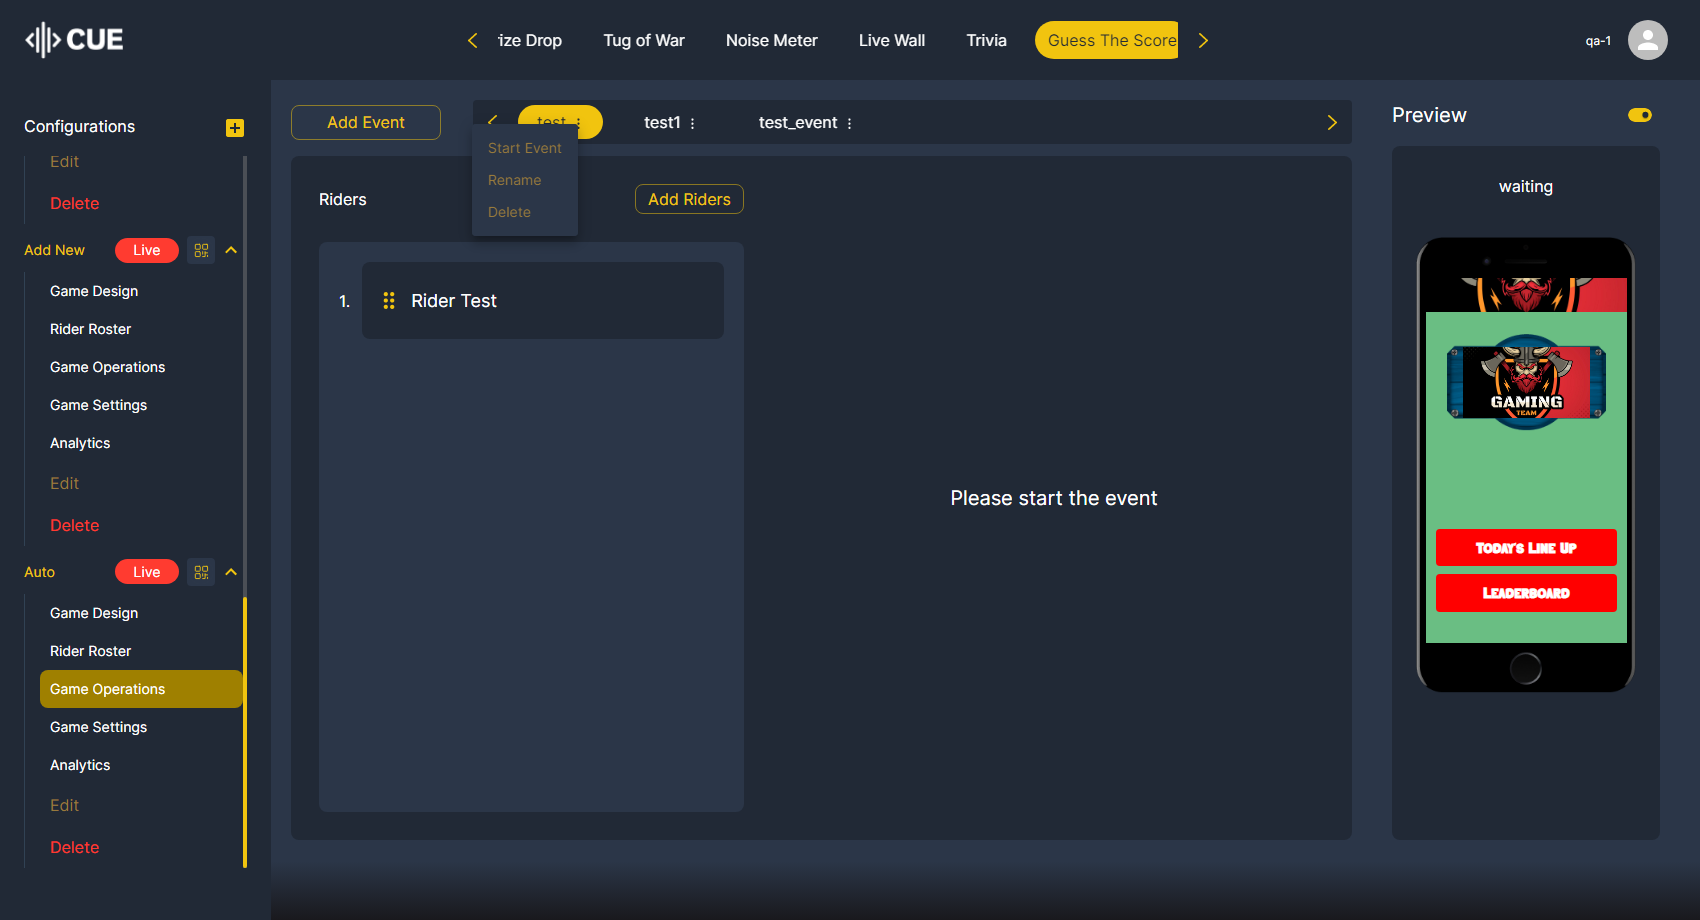 CUE
ize Drop
Tug of War
Noise Meter
Live Wall
Trivia
Guess The Score
qa-1
Configurations
Edit
Delete
Add New
Live
Game Design
Rider Roster
Game Operations
Game Settings
Analytics
Edit
Delete
Auto
Live
Game Design
Rider Roster
Game Operations
Game Settings
Analytics
Edit
Delete
Add Event
test
test1
test_event
Start Event
Rename
Delete
Riders
Add Riders
1.
Rider Test
Please start the event
Preview
waiting
GAMING
TEAM
Today's Line Up
Leaderboard